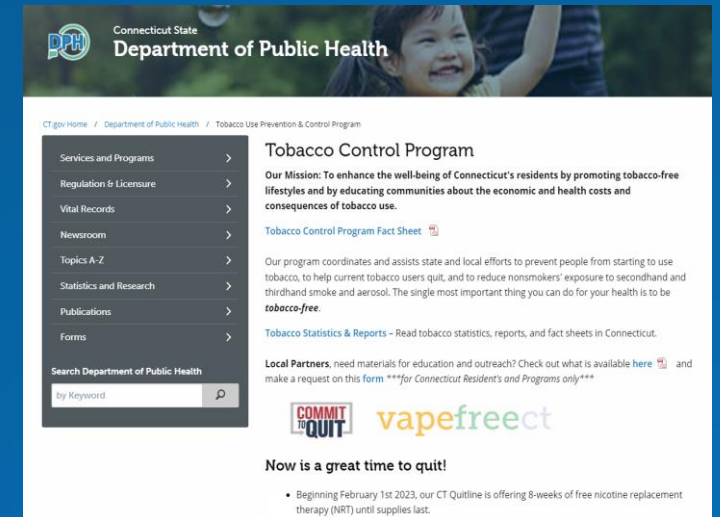 DPH
Connecticut State
Department of Public Health
CT.gov Home / Department of Public Health / Tobacco Use Prevention & Control Program
Services and Programs
Regulation & Licensure
Vital Records
Newsroom
Topics A-Z
Statistics and Research
Publications
Forms
Search Department of Public Health
by Keyword
Tobacco Control Program
Our Mission: To enhance the well-being of Connecticut's residents by promoting tobacco-free
lifestyles and by educating communities about the economic and health costs and
consequences of tobacco use.
Tobacco Control Program Fact Sheet
Our program coordinates and assists state and local efforts to prevent people from starting to use
tobacco, to help current tobacco users quit, and to reduce nonsmokers' exposure to secondhand and
thirdhand smoke and aerosol. The single most important thing you can do for your health is to be
tobacco-free.
Tobacco Statistics & Reports – Read tobacco statistics, reports, and fact sheets in Connecticut.
Local Partners, need materials for education and outreach? Check out what is available here and
make a request on this form ***for Connecticut Resident's and Programs only***
COMMIT
TO QUIT
vapefreect
Now is a great time to quit!
• Beginning February 1st 2023, our CT Quitline is offering 8-weeks of free nicotine replacement
therapy (NRT) until supplies last.